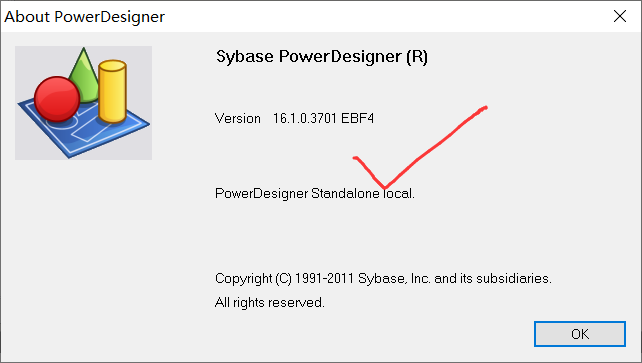 About PowerDesigner
Sybase PowerDesigner (R)
Version 16.1.0.3701 EBF4
PowerDesigner Standalone local.
Copyright (C) 1991-2011 Sybase, Inc. and its subsidiaries.
All rights reserved.
OK